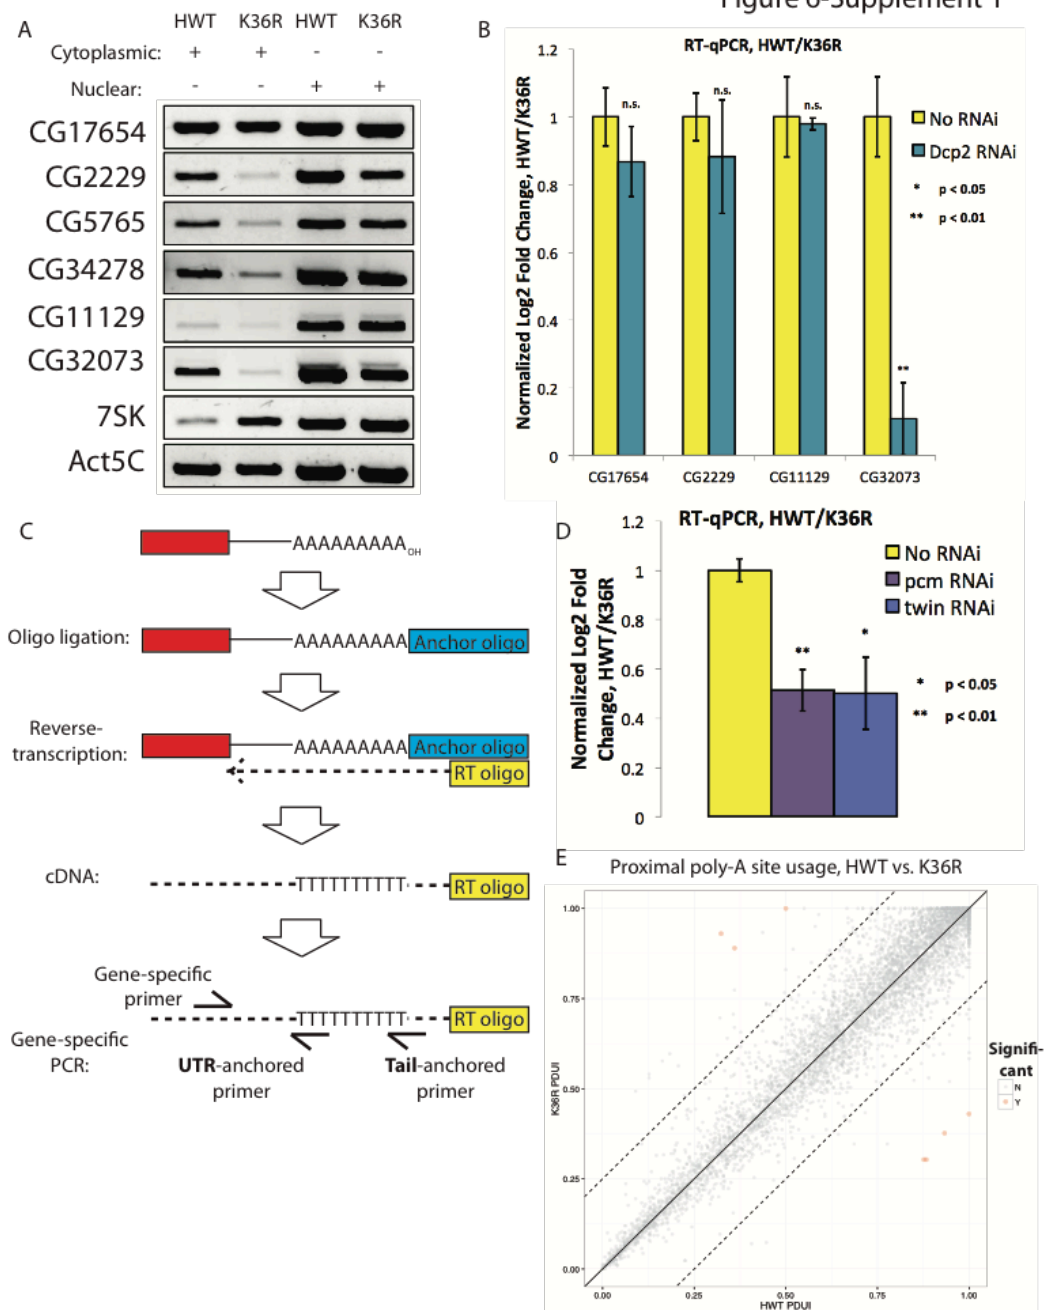 Figure 6-Supplement 1
A
HWT K36R HWT K36R
Cytoplasmic: + + - -
Nuclear: - - + +
CG17654
CG2229
CG5765
CG34278
CG11129
CG32073
7SK
Act5C
B
RT-qPCR, HWT/K36R
Normalized Log2 Fold Change, HWT/K36R
1.2
1
0.8
0.6
0.4
0.2
0
n.s.
n.s.
n.s.
**
CG17654 CG2229 CG11129 CG32073
No RNAi
Dcp2 RNAi
* p < 0.05
** p < 0.01
C
AAAAAAAAA OH
Oligo ligation: AAAAAAAAA Anchor oligo
Reverse-
transcription: AAAAAAAAA Anchor oligo
RT oligo
cDNA: TTTTTTTTTT RT oligo
Gene-specific
primer
TTTTTTTTTT RT oligo
Gene-specific
PCR:
UTR-anchored
primer
Tail-anchored
primer
D
RT-qPCR, HWT/K36R
Normalized Log2 Fold
Change, HWT/K36R
1.2
1
0.8
0.6
0.4
0.2
0
**
*
No RNAi
pcm RNAi
twin RNAi
* p < 0.05
** p < 0.01
E
Proximal poly-A site usage, HWT vs. K36R
K36R PDUI
1.00
0.75
0.50
0.25
0.00
0.00 0.25 0.50 0.75 1.00
HWT PDUI
Signifi-
cant
N
Y